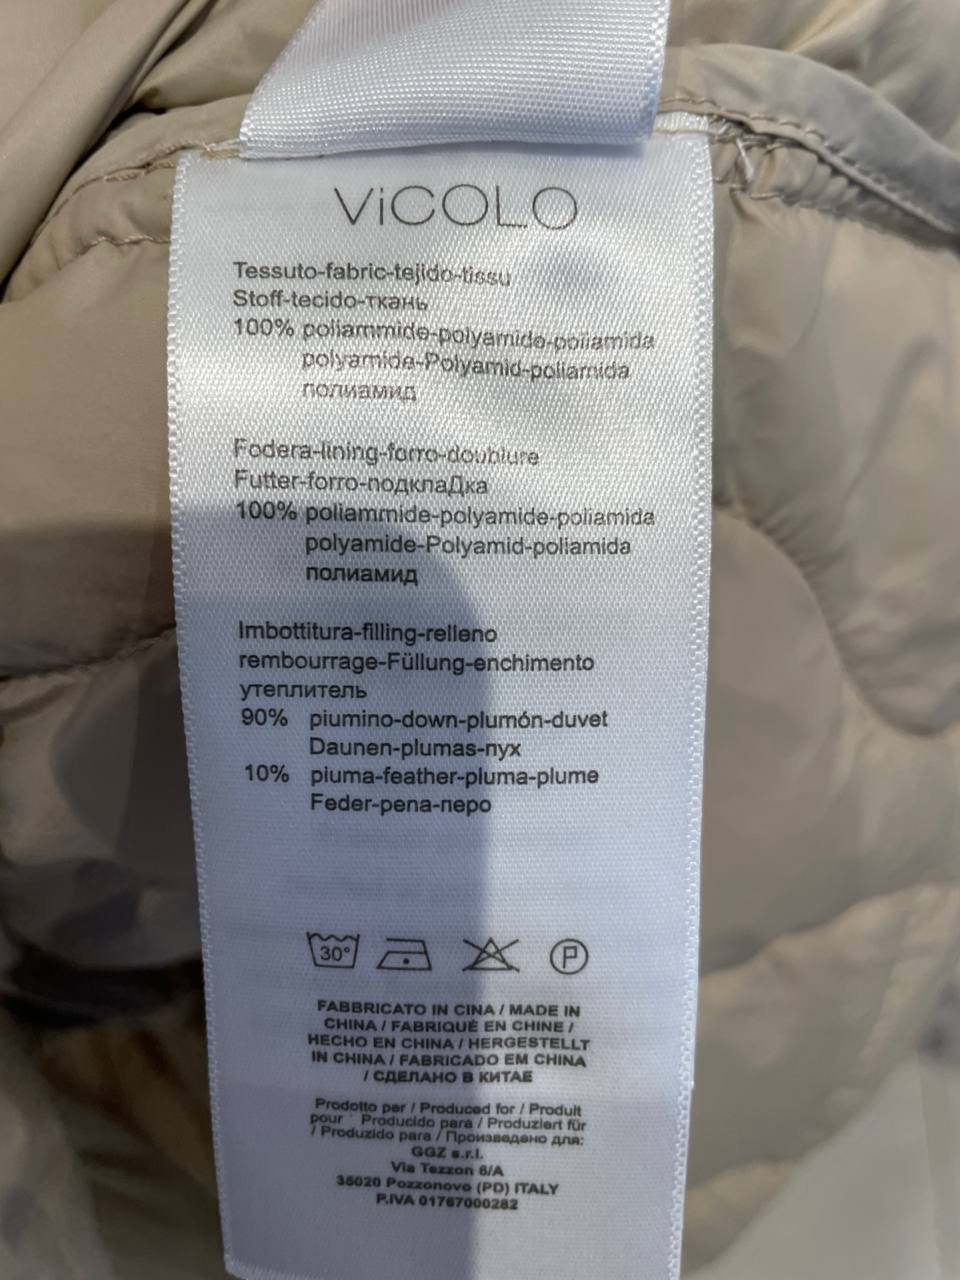 ViCOLO
Tessuto-fabric-tejido-tissu
Stoff-tecido-ткань
100% poliammide-polyamide-poliamida
polyamide-Polyamid-poliamida
полиамид
Fodera-lining-forro-doublure
Futter-forro-подклаДка
100% poliammide-polyamide-poliamida
polyamide-Polyamid-poliamida
полиамид
Imbottitura-filling-relleno
rembourrage-Füllung-enchimento
утеплитель
90% piumino-down-plumón-duvet
Daunen-plumas-пух
10% piuma-feather-pluma-plume
Feder-pena-перо
30° P
FABBRICATO IN CINA / MADE IN
CHINA / FABRIQUÉ EN CHINE /
HECHO EN CHINA / HERGESTELLT
IN CHINA / FABRICADO EM CHINA
/ СДЕЛАНО В КИТАЕ
Prodotto per / Produced for / Produit
pour Producido para / Produziert für
/ Produzido para / Произведено для:
GGZ s.r.l.
Via Tezzon 6/A
35020 Pozzonovo (PD) ITALY
P.IVA 01767000282